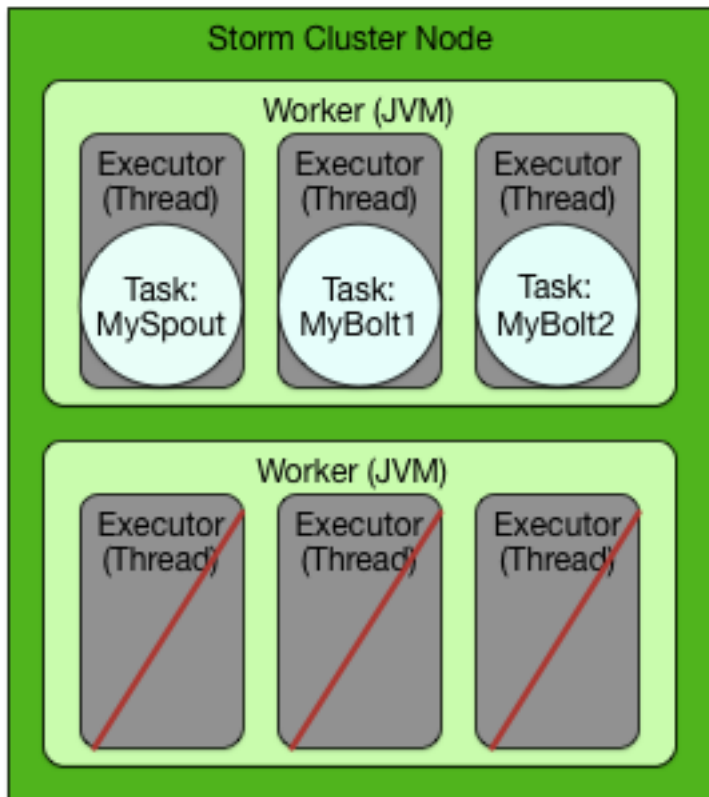 Storm Cluster Node
Worker (JVM)
Executor
(Thread)
Task:
MySpout
Executor
(Thread)
Task:
MyBolt1
Executor
(Thread)
Task:
MyBolt2
Worker (JVM)
Executor
(Thread)
Executor
(Thread)
Executor
(Thread)